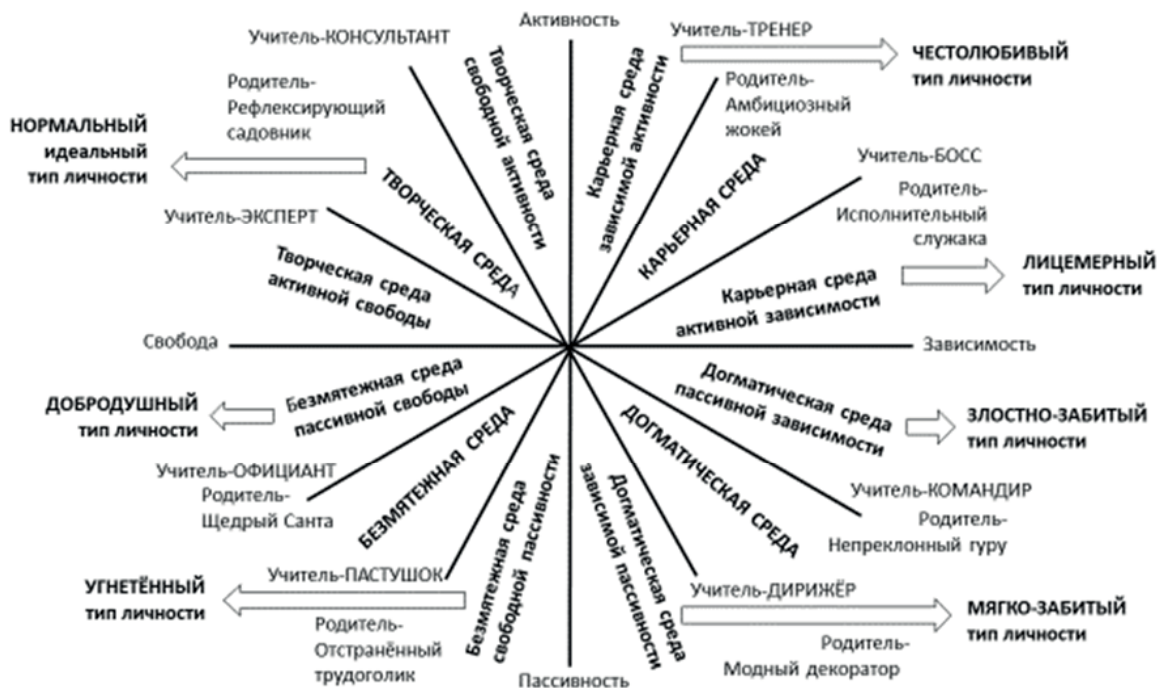 Активность
Учитель-КОНСУЛЬТАНТ
Творческая среда
свободной активности
Карьерная среда
зависимой активности
Учитель-ТРЕНЕР
ЧЕСТОЛЮБИВЫЙ
тип личности
Родитель-
Рефлексирующий
садовник
Родитель-
Амбициозный
жокей
НОРМАЛЬНЫЙ
идеальный
тип личности
ТВОРЧЕСКАЯ СРЕДА
КАРЬЕРНАЯ СРЕДА
Учитель-БОСС
Родитель-
Исполнительный
служака
Учитель-ЭКСПЕРТ
Творческая среда
активной свободы
Карьерная среда
активной зависимости
ЛИЦЕМЕРНЫЙ
тип личности
Свобода
Зависимость
Безмятежная среда
пассивной свободы
Догматическая среда
пассивной зависимости
ДОБРОДУШНЫЙ
тип личности
ЗЛОСТНО-ЗАБИТЫЙ
тип личности
БЕЗМЯТЕЖНАЯ СРЕДА
ДОГМАТИЧЕСКАЯ СРЕДА
Учитель-ОФИЦИАНТ
Родитель-
Щедрый Санта
Учитель-КОМАНДИР
Родитель-
Непреклонный гуру
Безмятежная среда
свободной пассивности
Догматическая среда
зависимой пассивности
УГНЕТЁННЫЙ
тип личности
Учитель-ПАСТУШОК
Родитель-
Отстранённый
трудоголик
Учитель-ДИРИЖЁР
Родитель-
Модный декоратор
МЯГКО-ЗАБИТЫЙ
тип личности
Пассивность